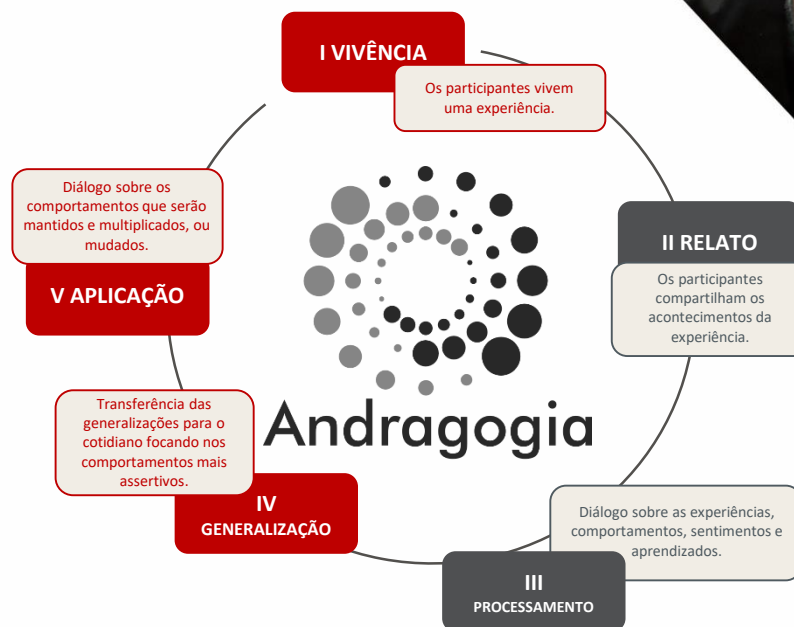 I VIVÊNCIA
Os participantes vivem
uma experiência.
II RELATO
Os participantes
compartilham os
acontecimentos da
experiência.
Diálogo sobre as experiências,
comportamentos, sentimentos e
aprendizados.
III
PROCESSAMENTO
Transferência das
generalizações para o
cotidiano focando nos
comportamentos mais
assertivos.
IV
GENERALIZAÇÃO
Diálogo sobre os
comportamentos que serão
mantidos e multiplicados, ou
mudados.
V APLICAÇÃO
Andragogia